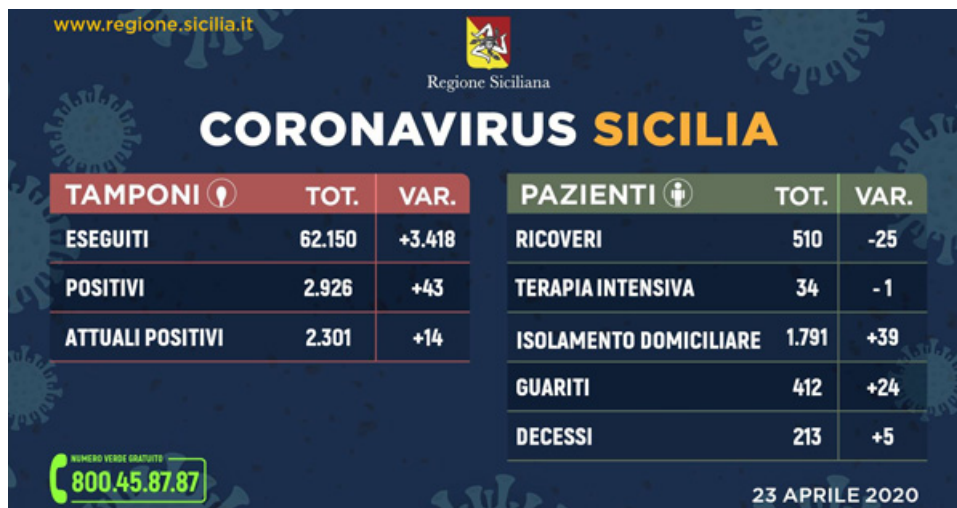 www.regione.sicilia.it
Regione Siciliana
CORONAVIRUS SICILIA
TAMPONI TOT. VAR.
ESEGUITI 62.150 +3.418
POSITIVI 2.926 +43
ATTUALI POSITIVI 2.301 +14
PAZIENTI TOT. VAR.
RICOVERI 510 -25
TERAPIA INTENSIVA 34 -1
ISOLAMENTO DOMICILIARE 1.791 +39
GUARITI 412 +24
DECESSI 213 +5
NUMERO VERDE GRATUITO
800.45.87.87
23 APRILE 2020